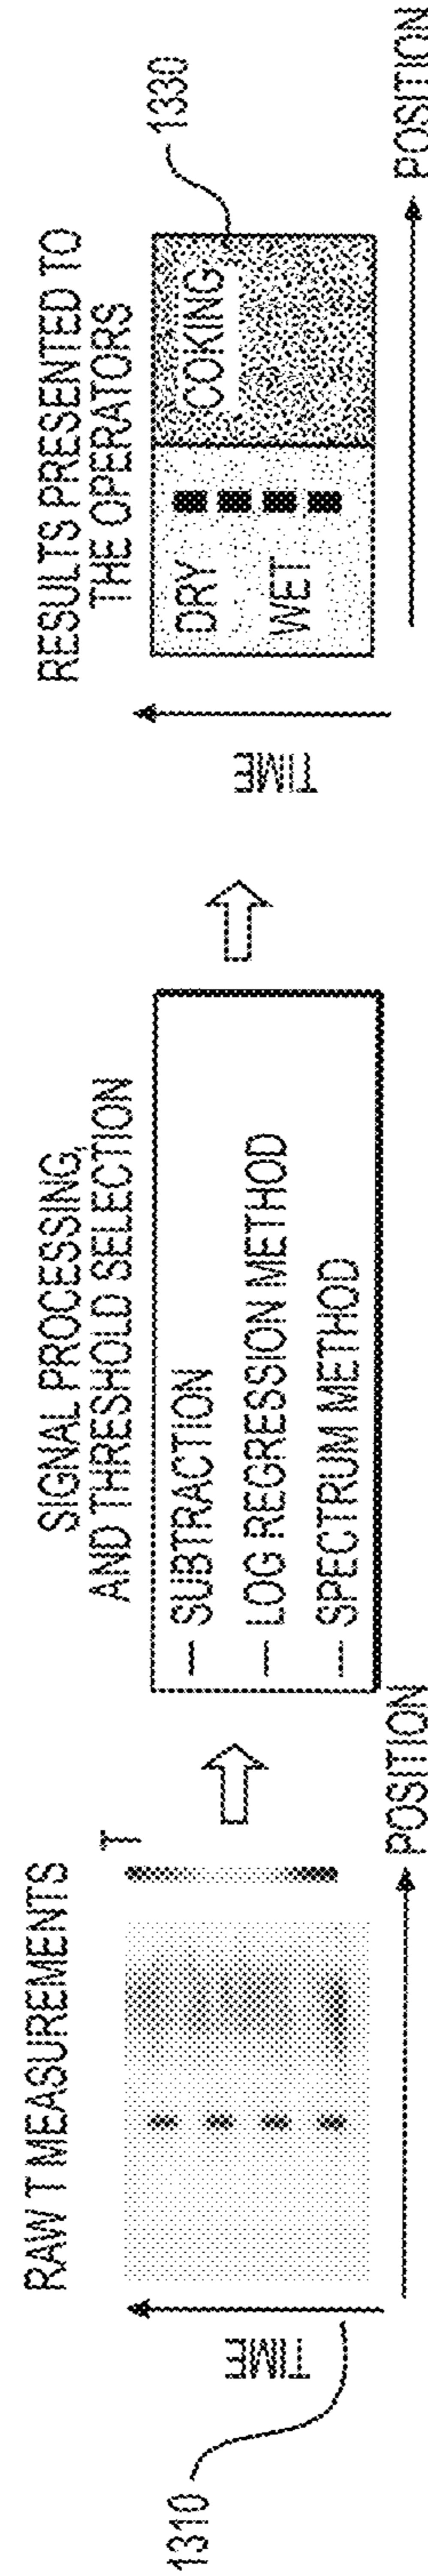 RAW T MEASUREMENTS
T
TIME
1310
POSITION
SIGNAL PROCESSING,
AND THRESHOLD SELECTION
— SUBTRACTION
— LOG REGRESSION METHOD
— SPECTRUM METHOD
RESULTS PRESENTED TO
THE OPERATORS
1330
DRY
WET
COKING
TIME
POSITION